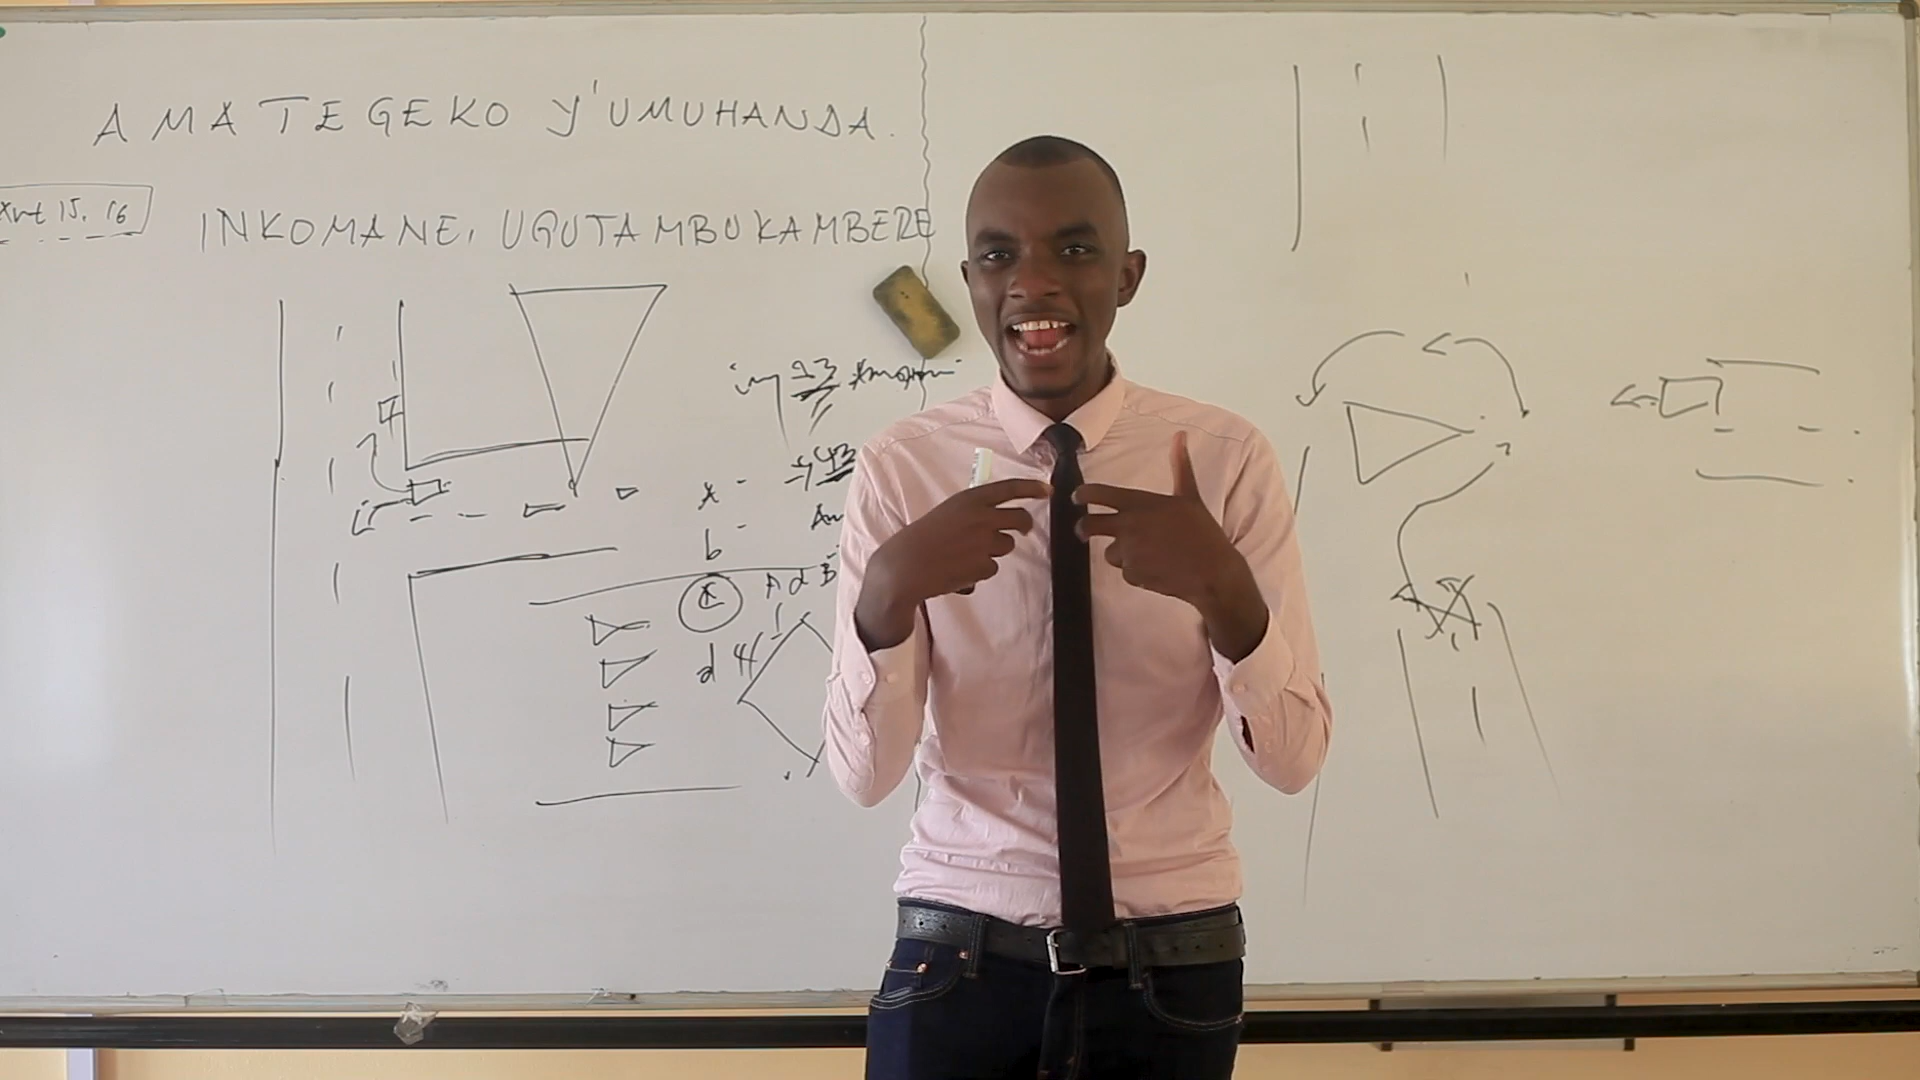 AMATEGEKO Y'UMUHANDA.
Art 15, 16
INKOMANE, UGUTAMBUKAMBERE
a -
b -
c
d
A d B